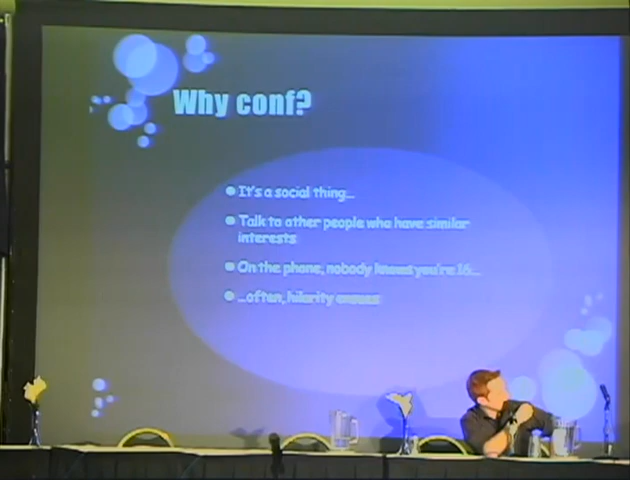 Why conf?
It's a social thing...
Talk to other people who have similar
interests
On the phone, nobody knows you're 16...
...often, hilarity ensues